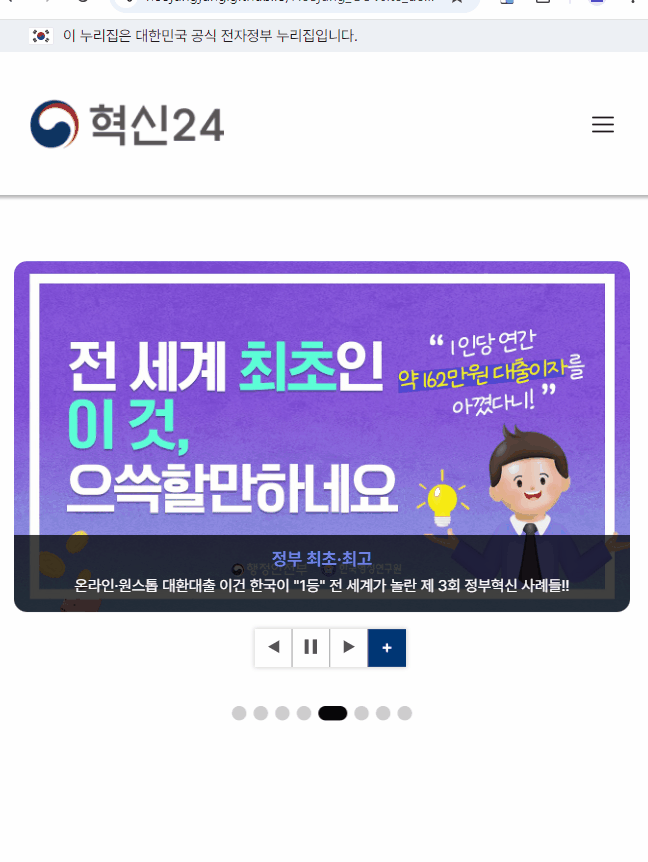 이 누리집은 대한민국 공식 전자정부 누리집입니다.
혁신24
전 세계 최초인
이 것,
으쓱할만하네요
“ 1인당 연간
약 162만원 대출이자를
아꼈다니! ”
정부 최초·최고
온라인·원스톱 대환대출 이건 한국이 "1등" 전 세계가 놀란 제 3회 정부혁신 사례들!!